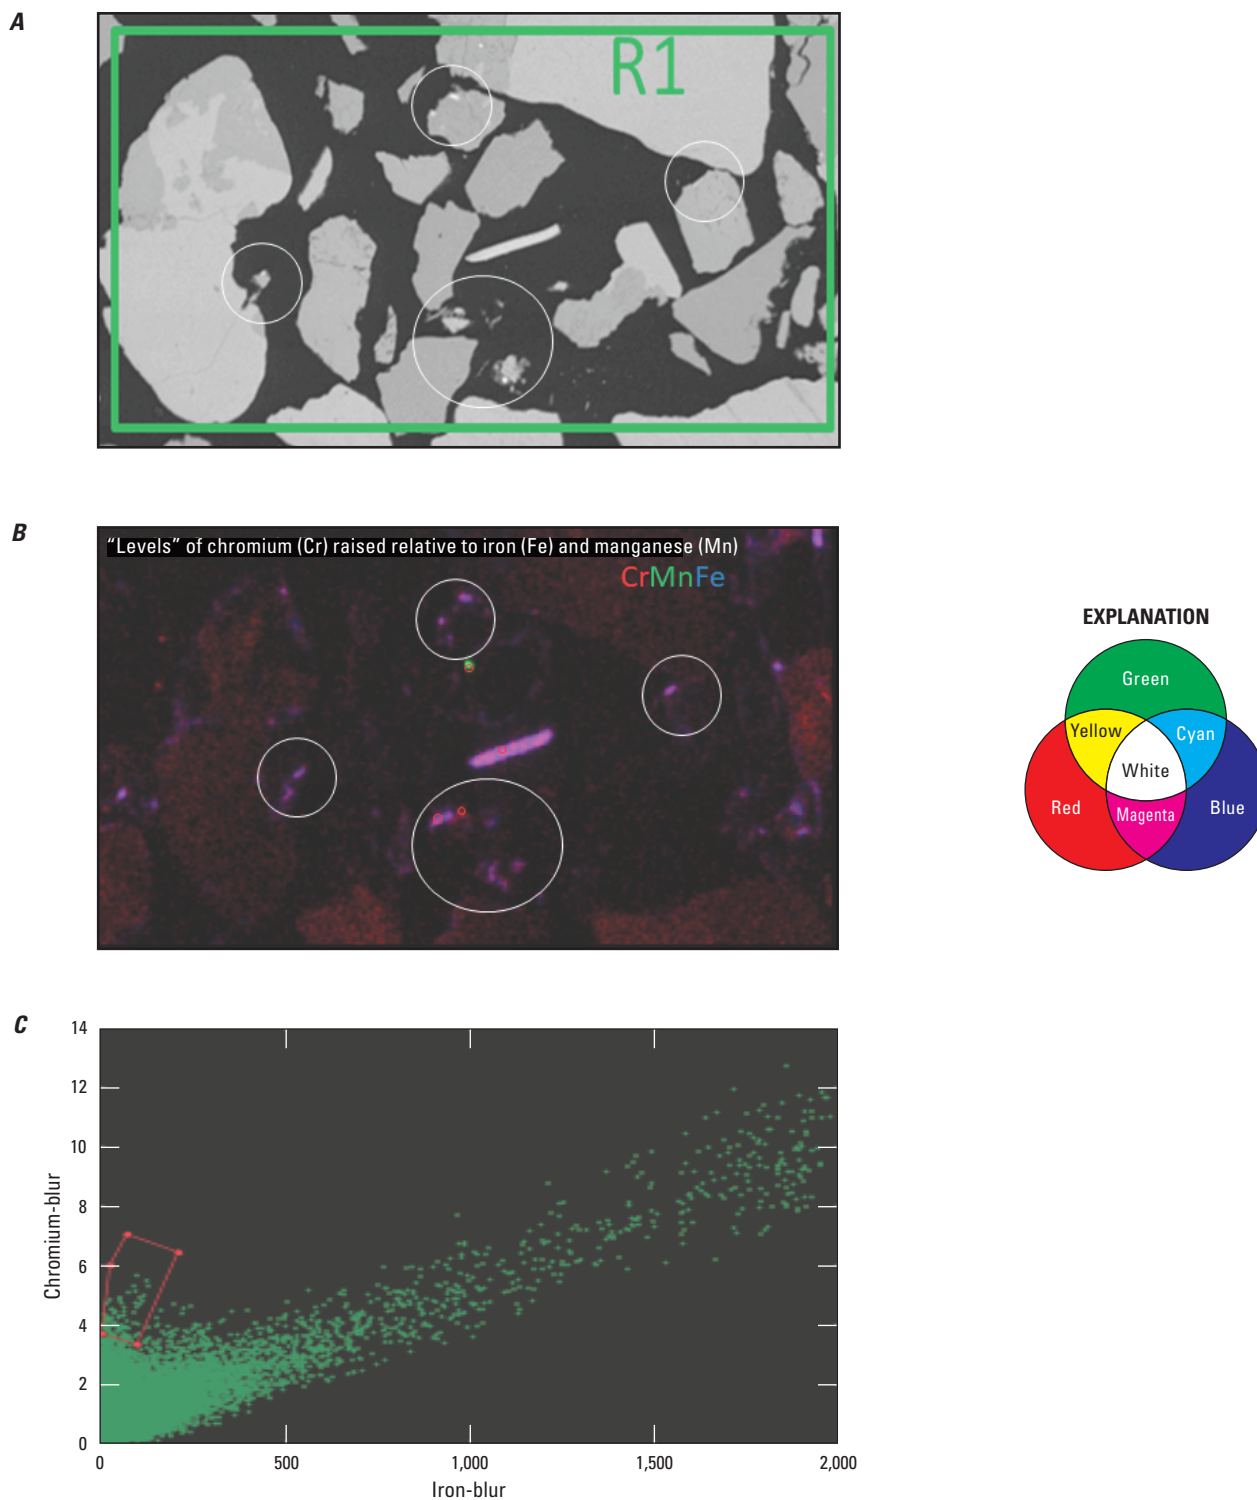 A
R1
B
"Levels" of chromium (Cr) raised relative to iron (Fe) and manganese (Mn)
CrMnFe
EXPLANATION
Green
Yellow
Cyan
White
Red
Magenta
Blue
C
14
12
10
8
6
4
2
0
Chromium-blur
0
500
1,000
1,500
2,000
Iron-blur